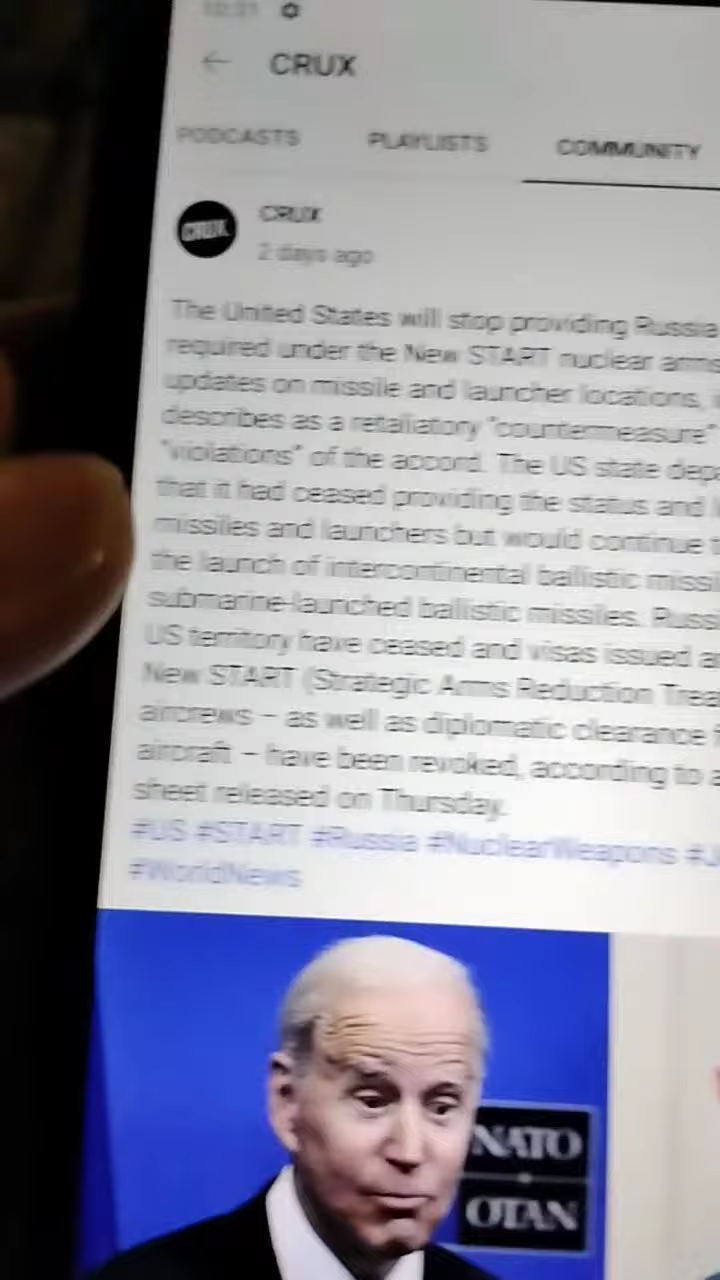 10:21
CRUX
PODCASTS PLAYLISTS COMMUNITY
CRUX
CRUX
2 days ago
The United States will stop providing Russia
required under the New START nuclear arms
updates on missile and launcher locations,
describes as a retaliatory "countermeasure"
"violations" of the accord. The US state dep
that it had ceased providing the status and
missiles and launchers but would continue
the launch of intercontinental ballistic missil
submarine-launched ballistic missiles. Russ
US territory have ceased and visas issued
New START (Strategic Arms Reduction Trea
aircrews – as well as diplomatic clearance
aircraft – have been revoked, according to a
sheet released on Thursday.
#US #START #Russia #NuclearWeapons #J
#WorldNews
NATO
OTAN